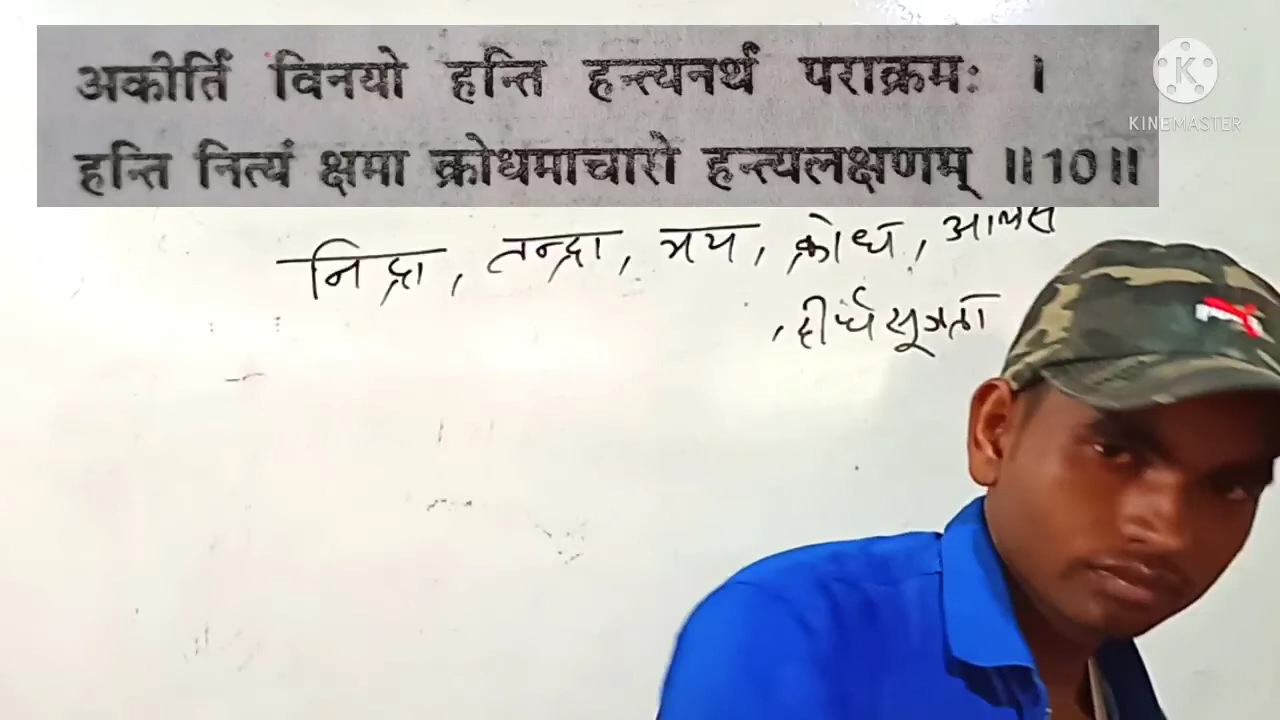 अकीर्तिं विनयो हन्ति हन्त्यनर्थं पराक्रमः ।
हन्ति नित्यं क्षमा क्रोधमाचारो हन्त्यलक्षणम् ॥10॥
KINEMASTER
निद्रा, तन्द्रा, भय, क्रोध, आलस
, दीर्घसूत्रता